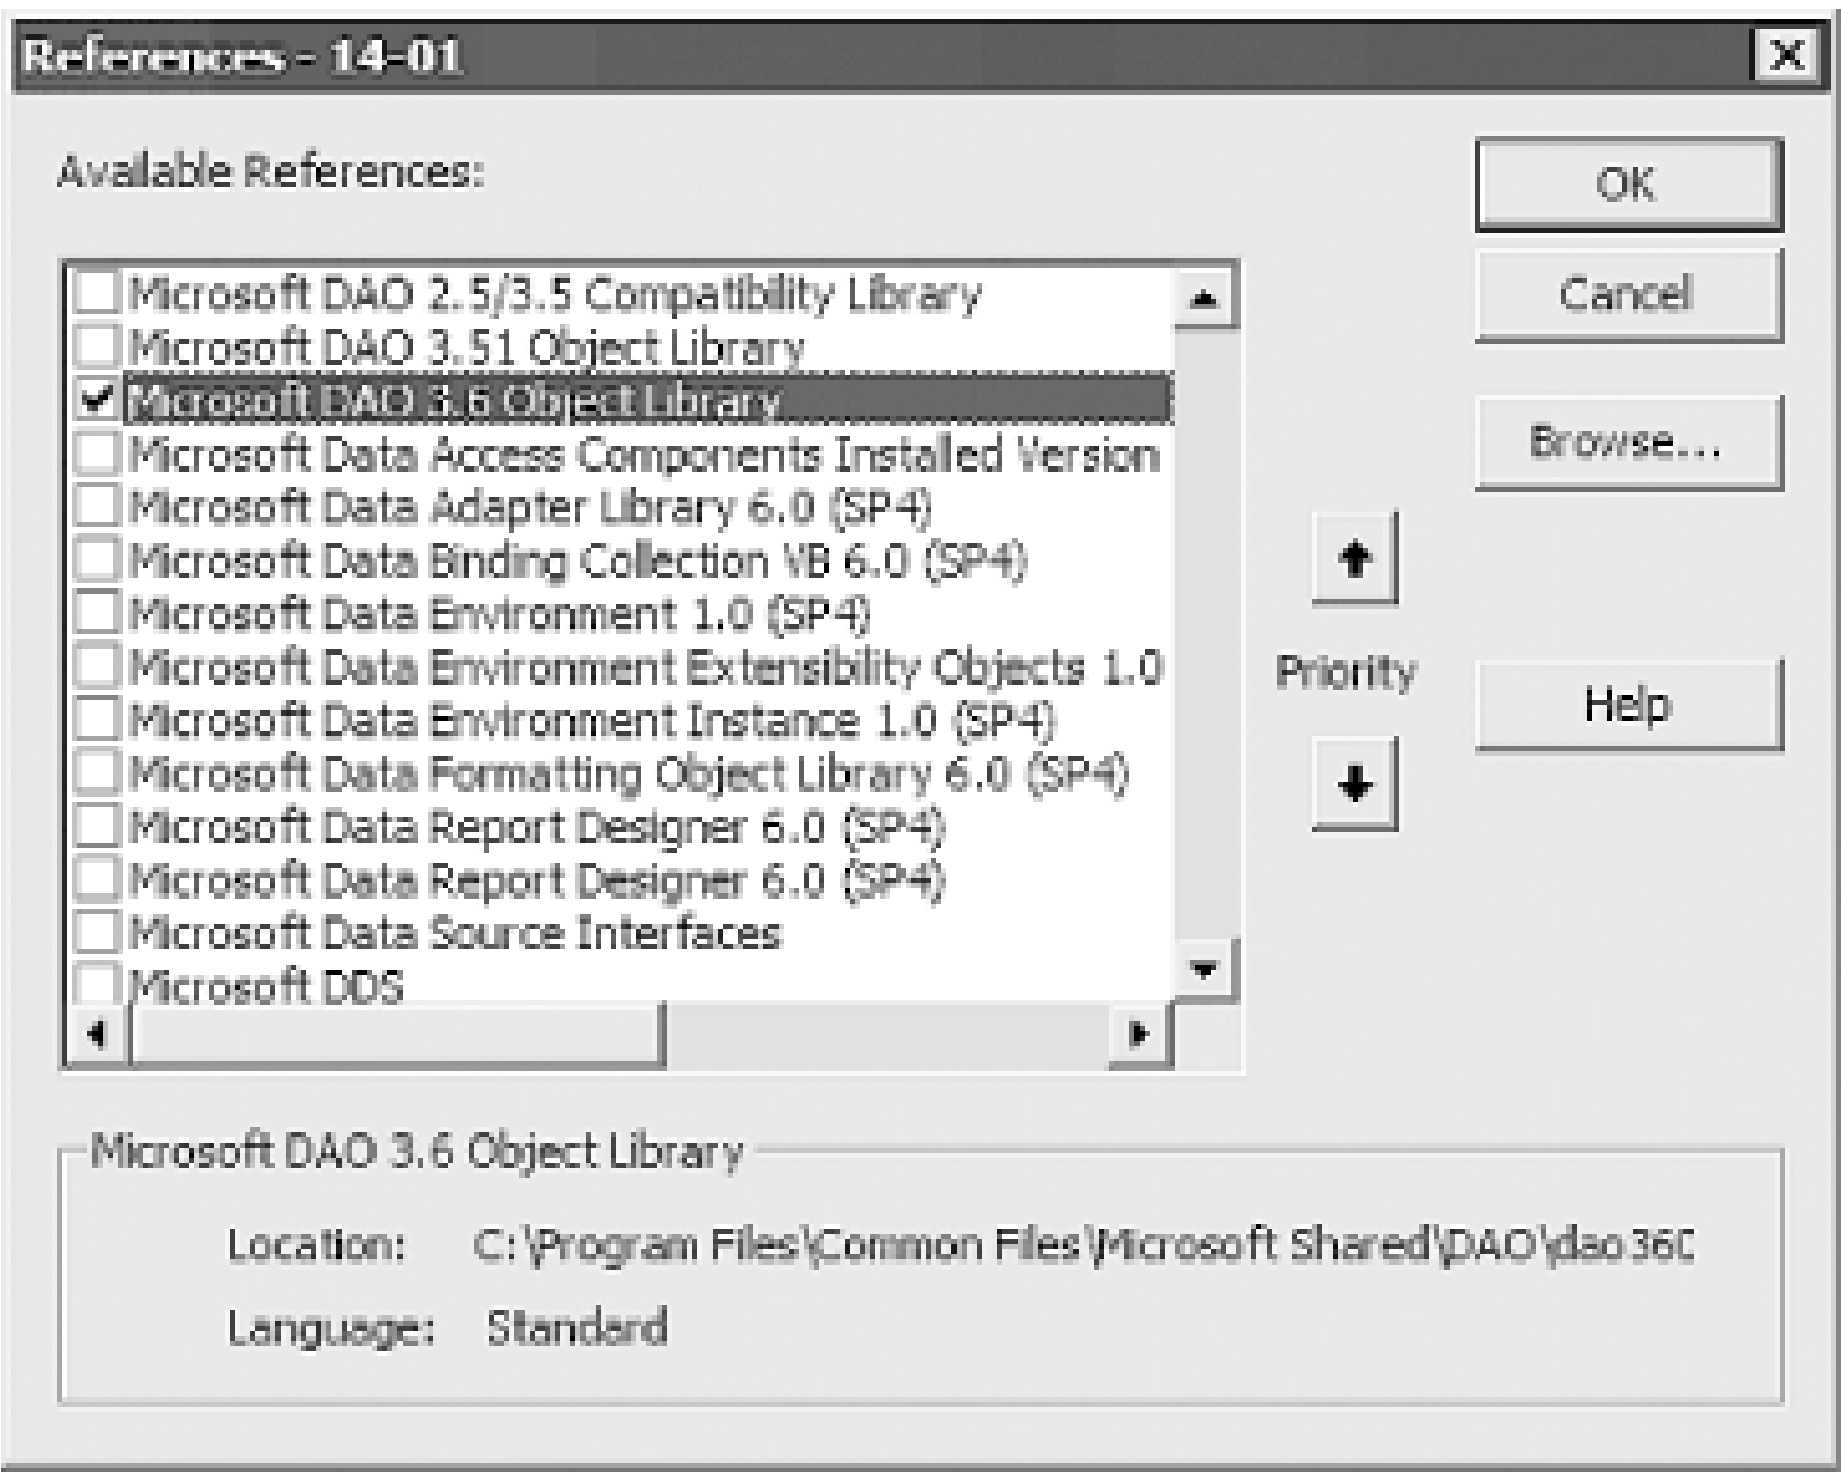 References - 14-01
Available References:
OK
Cancel
Browse...
Priority
Help
Microsoft DAO 2.5/3.5 Compatibility Library
Microsoft DAO 3.51 Object Library
Microsoft DAO 3.6 Object Library
Microsoft Data Access Components Installed Version
Microsoft Data Adapter Library 6.0 (SP4)
Microsoft Data Binding Collection VB 6.0 (SP4)
Microsoft Data Environment 1.0 (SP4)
Microsoft Data Environment Extensibility Objects 1.0
Microsoft Data Environment Instance 1.0 (SP4)
Microsoft Data Formatting Object Library 6.0 (SP4)
Microsoft Data Report Designer 6.0 (SP4)
Microsoft Data Report Designer 6.0 (SP4)
Microsoft Data Source Interfaces
Microsoft DDS
Microsoft DAO 3.6 Object Library
Location: C:\Program Files\Common Files\Microsoft Shared\DAO\dao360
Language: Standard